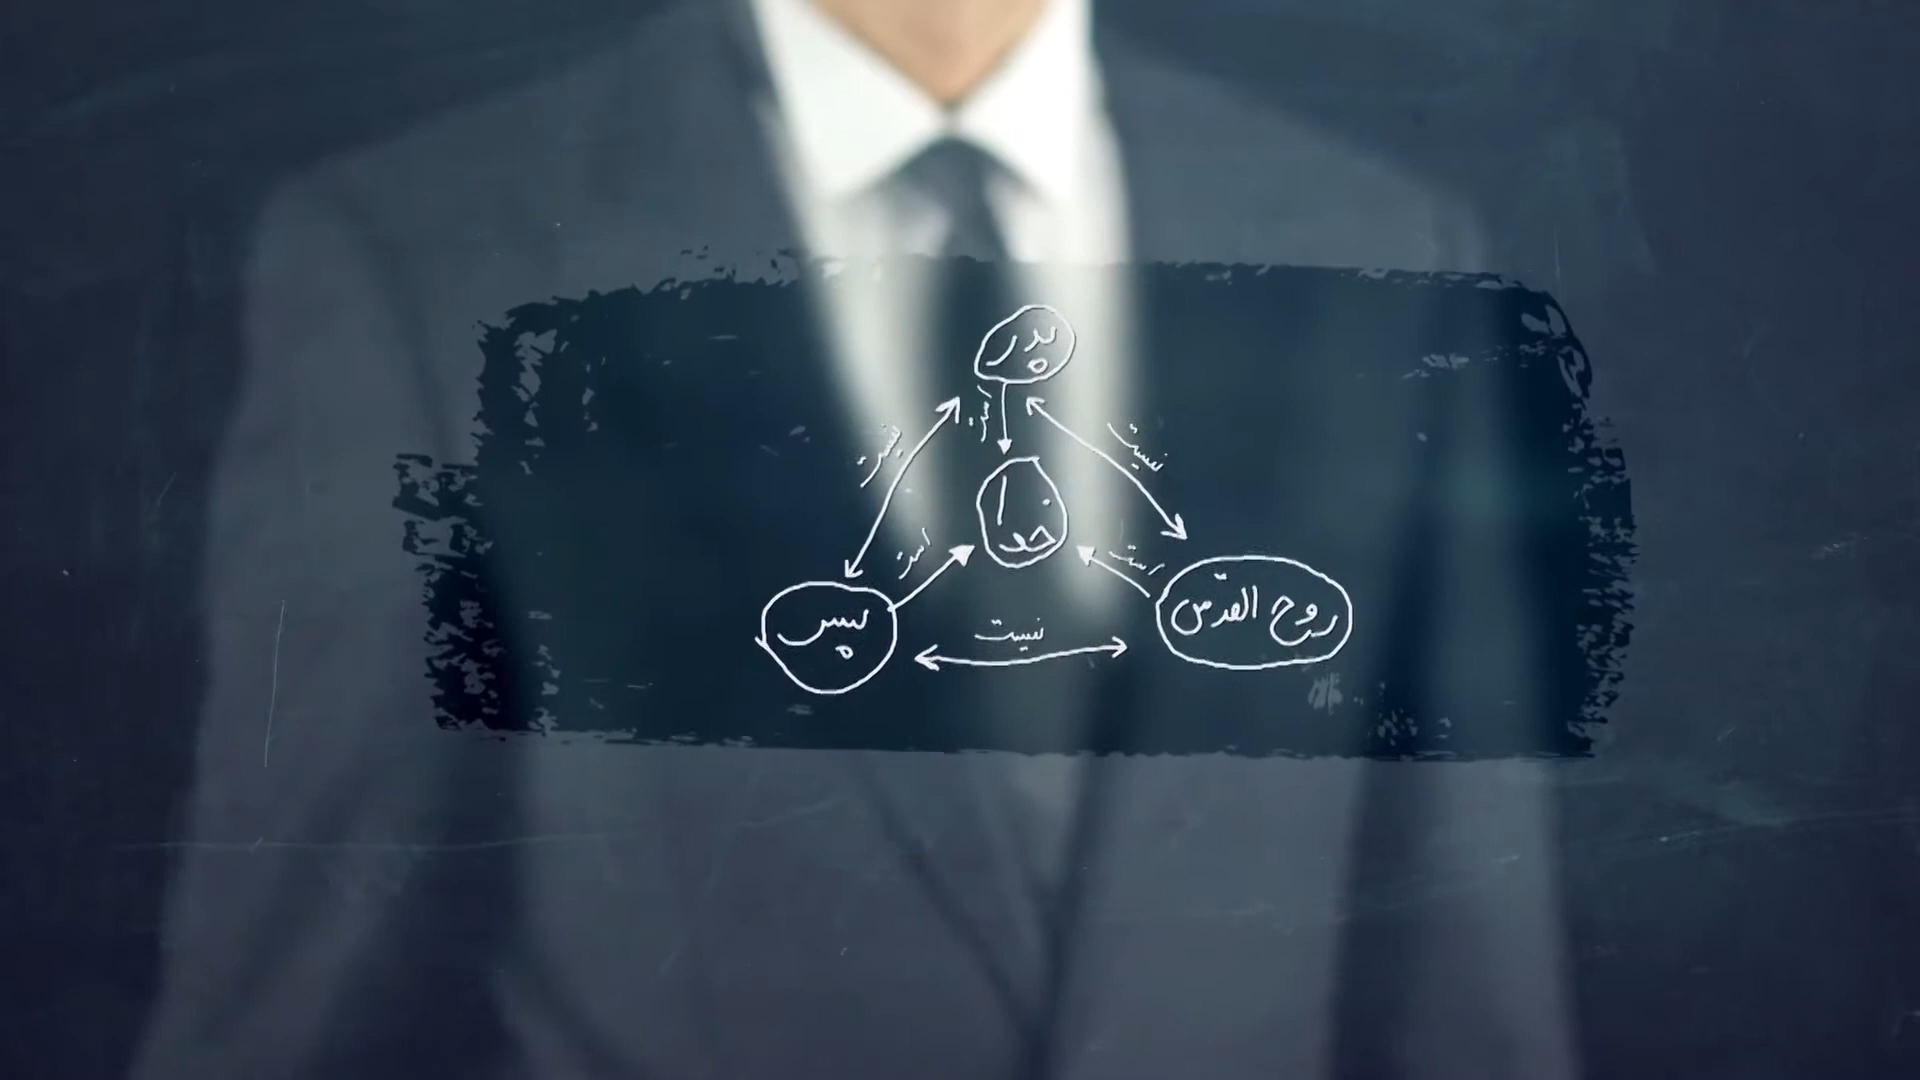 پدر
نیست
است
نیست
خدا
است
است
روح القدس
پسر
نیست